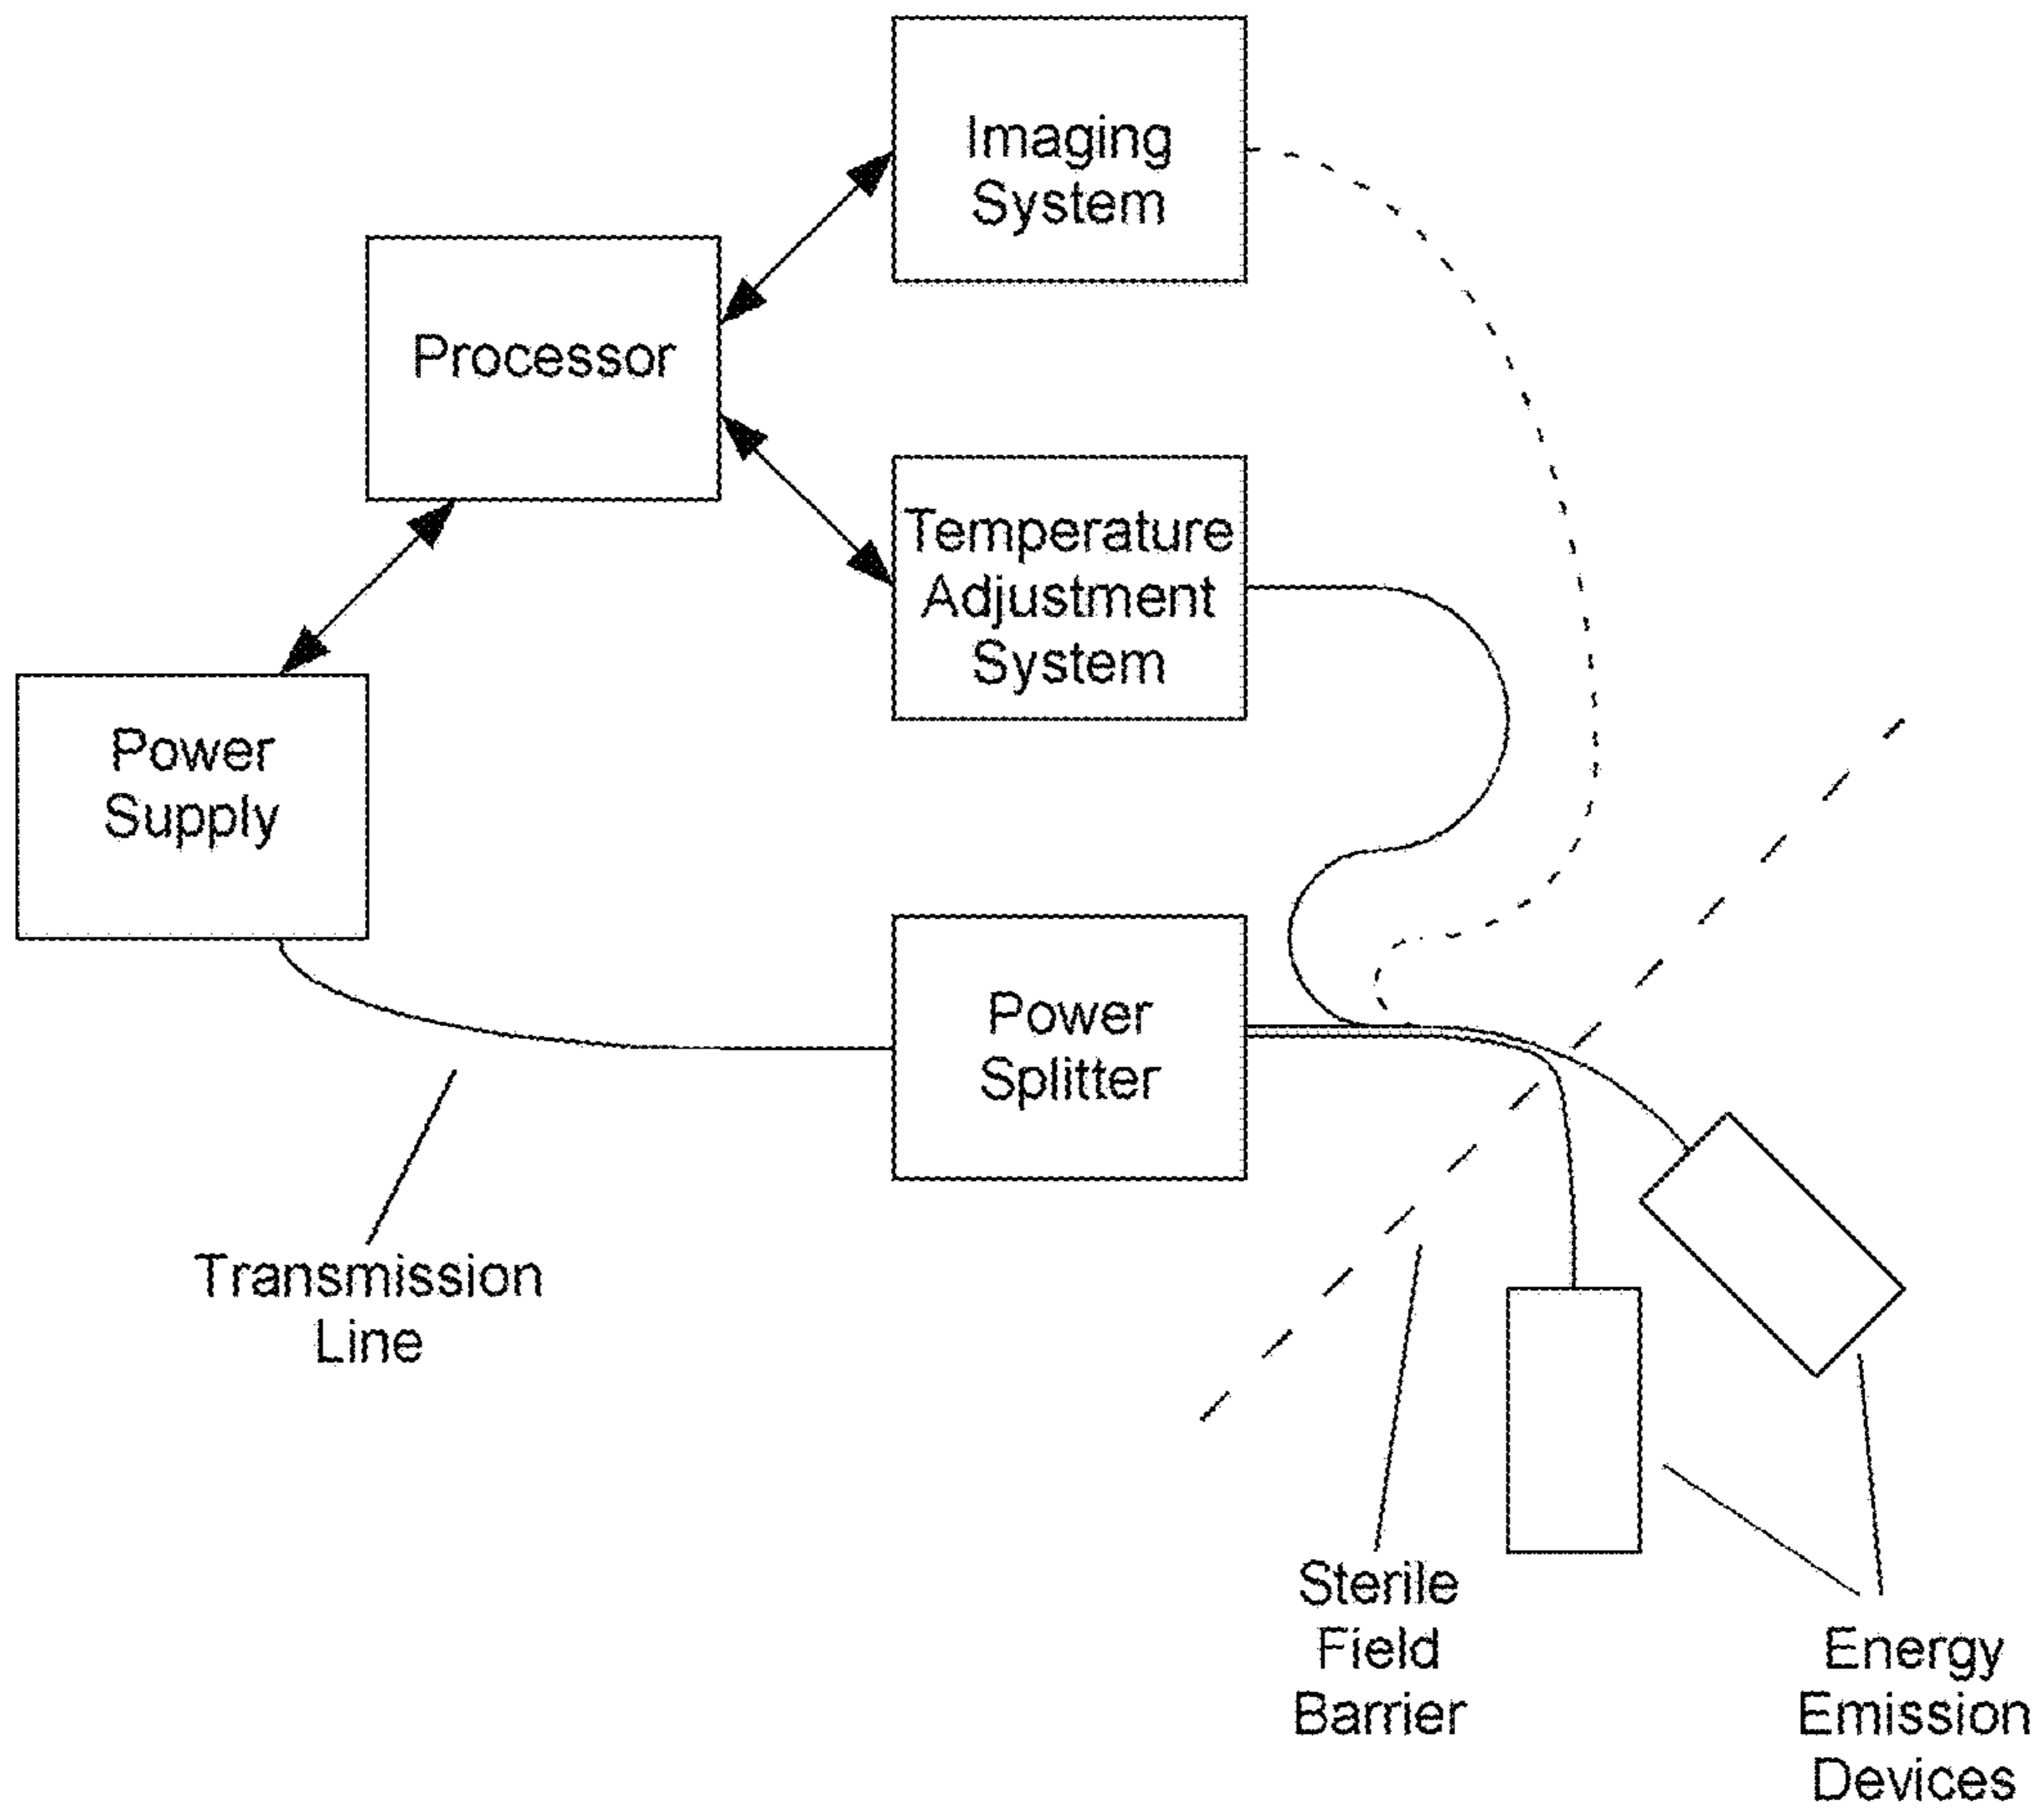 Imaging
System
Processor
Temperature
Adjustment
System
Power
Supply
Power
Splitter
Transmission
Line
Sterile
Field
Barrier
Energy
Emission
Devices